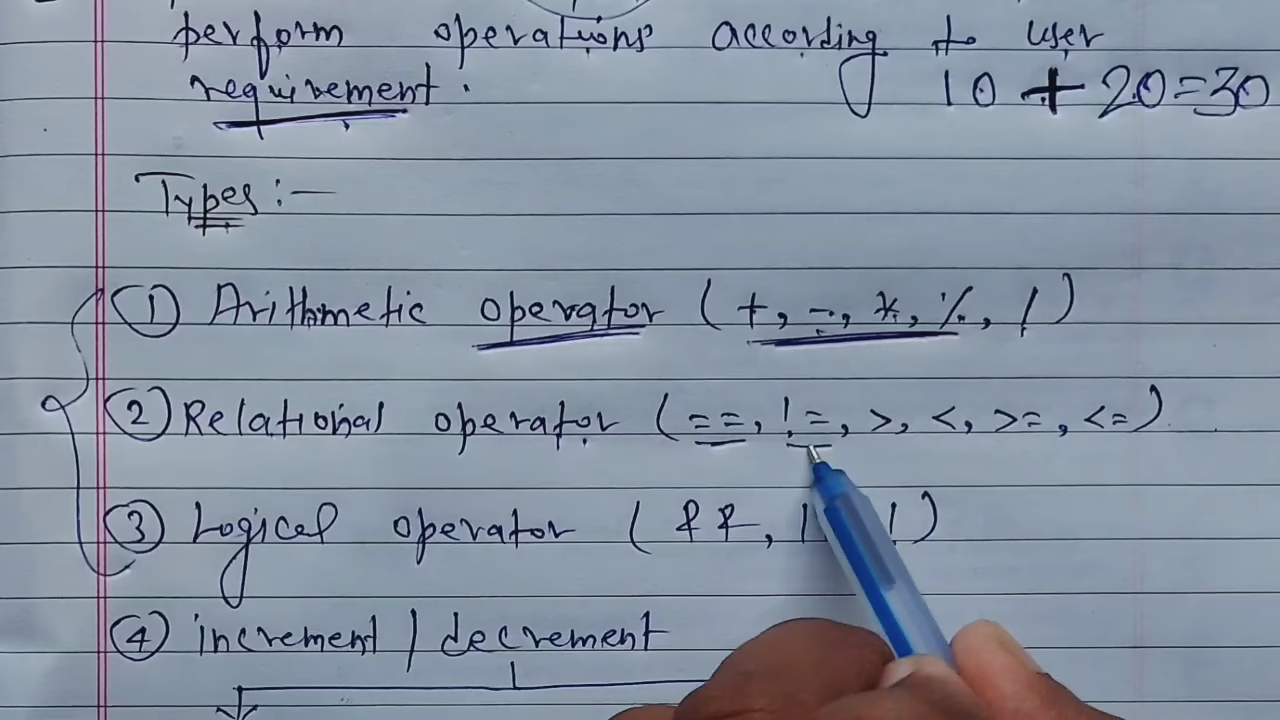 perform operations according to user
requirement. 10 + 20 = 30
Types :-
① Arithmetic operator ( +, -, *, %, / )
② Relational operator ( ==, !=, >, <, >=, <= )
③ Logical operator ( &&, !)
④ increment / decrement